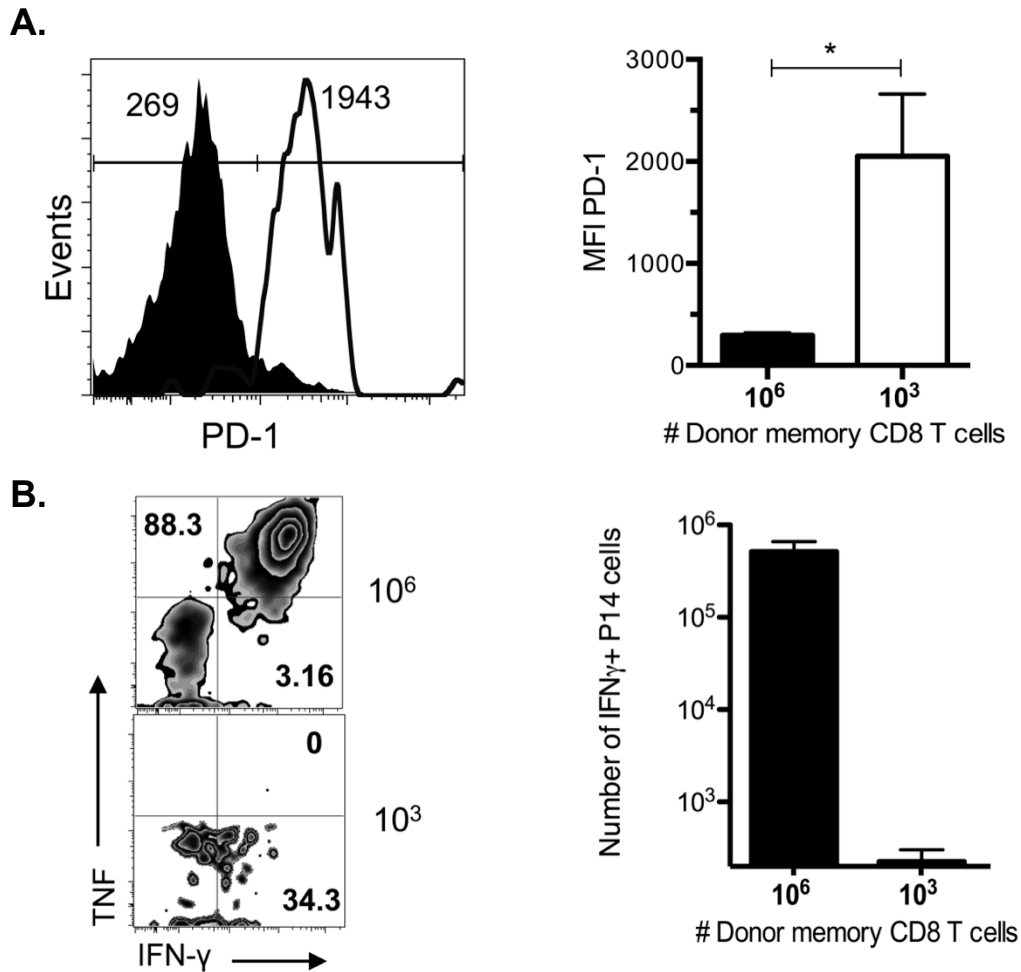 A.
269
1943
Events
PD-1
*
3000
2000
1000
0
MFI PD-1
10⁶ 10³
# Donor memory CD8 T cells
B.
88.3
3.16
10⁶
0
34.3
10³
TNF
IFN-γ
10⁶
10⁵
10⁴
10³
Number of IFNγ+ P14 cells
10⁶ 10³
# Donor memory CD8 T cells